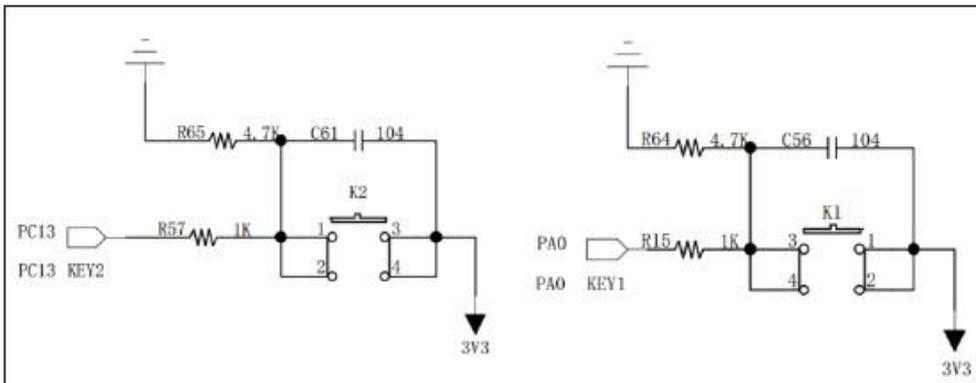 R65 4.7K C61 104
K2
PC13 R57 1K 1 3
PC13 KEY2 2 4
3V3
R64 4.7K C56 104
K1
PA0 R15 1K 3 1
PA0 KEY1 4 2
3V3